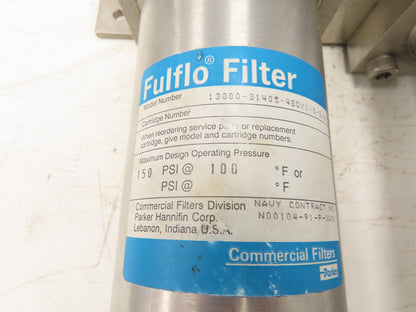 Fulflo® Filter
Model Number 13800-31405-
Cartridge Number
When reordering service parts or replacement
cartridge, give model and cartridge numbers.
Maximum Design Operating Pressure
150 PSI @ 100 °F or
PSI @ °F
Commercial Filters Division NAVY CONTRACT NO.
Parker Hannifin Corp. N00104-91-
Lebanon, Indiana U.S.A.
Commercial Filters
Parker